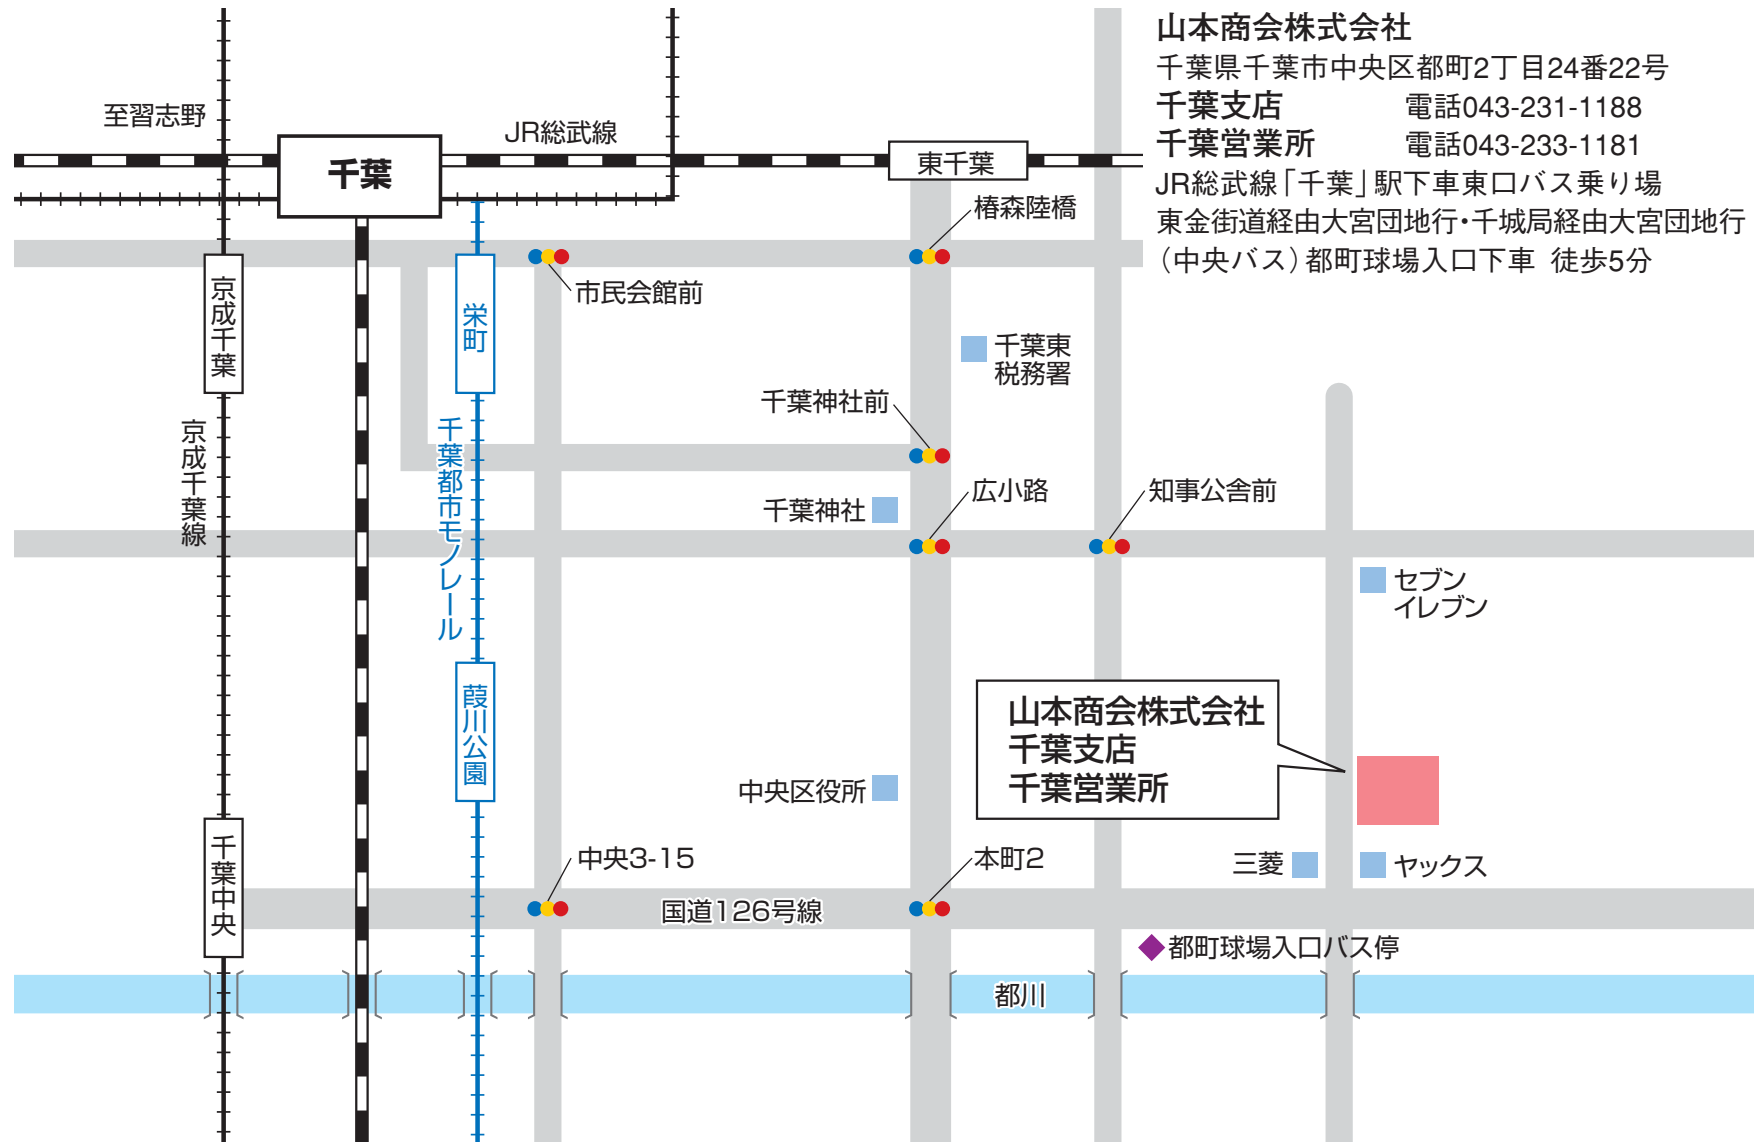 山本商会株式会社
千葉県千葉市中央区都町2丁目24番22号
千葉支店 電話043-231-1188
千葉営業所 電話043-233-1181
JR総武線「千葉」駅下車東口バス乗り場
東金街道経由大宮団地行・千城局経由大宮団地行
(中央バス)都町球場入口下車 徒歩5分
至習志野
JR総武線
千葉
東千葉
椿森陸橋
市民会館前
京成千葉
栄町
千葉東
税務署
千葉神社前
京成千葉線
千葉都市モノレール
千葉神社
広小路
知事公舎前
セブン
イレブン
葭川公園
山本商会株式会社
千葉支店
千葉営業所
中央区役所
千葉中央
中央3-15
本町2
三菱
ヤックス
国道126号線
都町球場入口バス停
都川